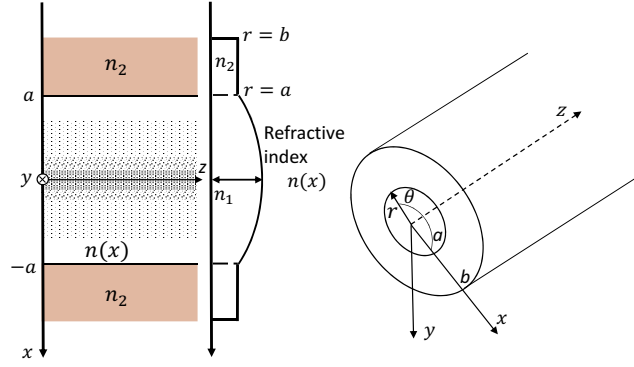 r = b
n₂
n₂
r = a
a
Refractive
index
y
z
n(x)
n₁
n(x)
−a
n₂
x
z
θ
r
a
b
x
y